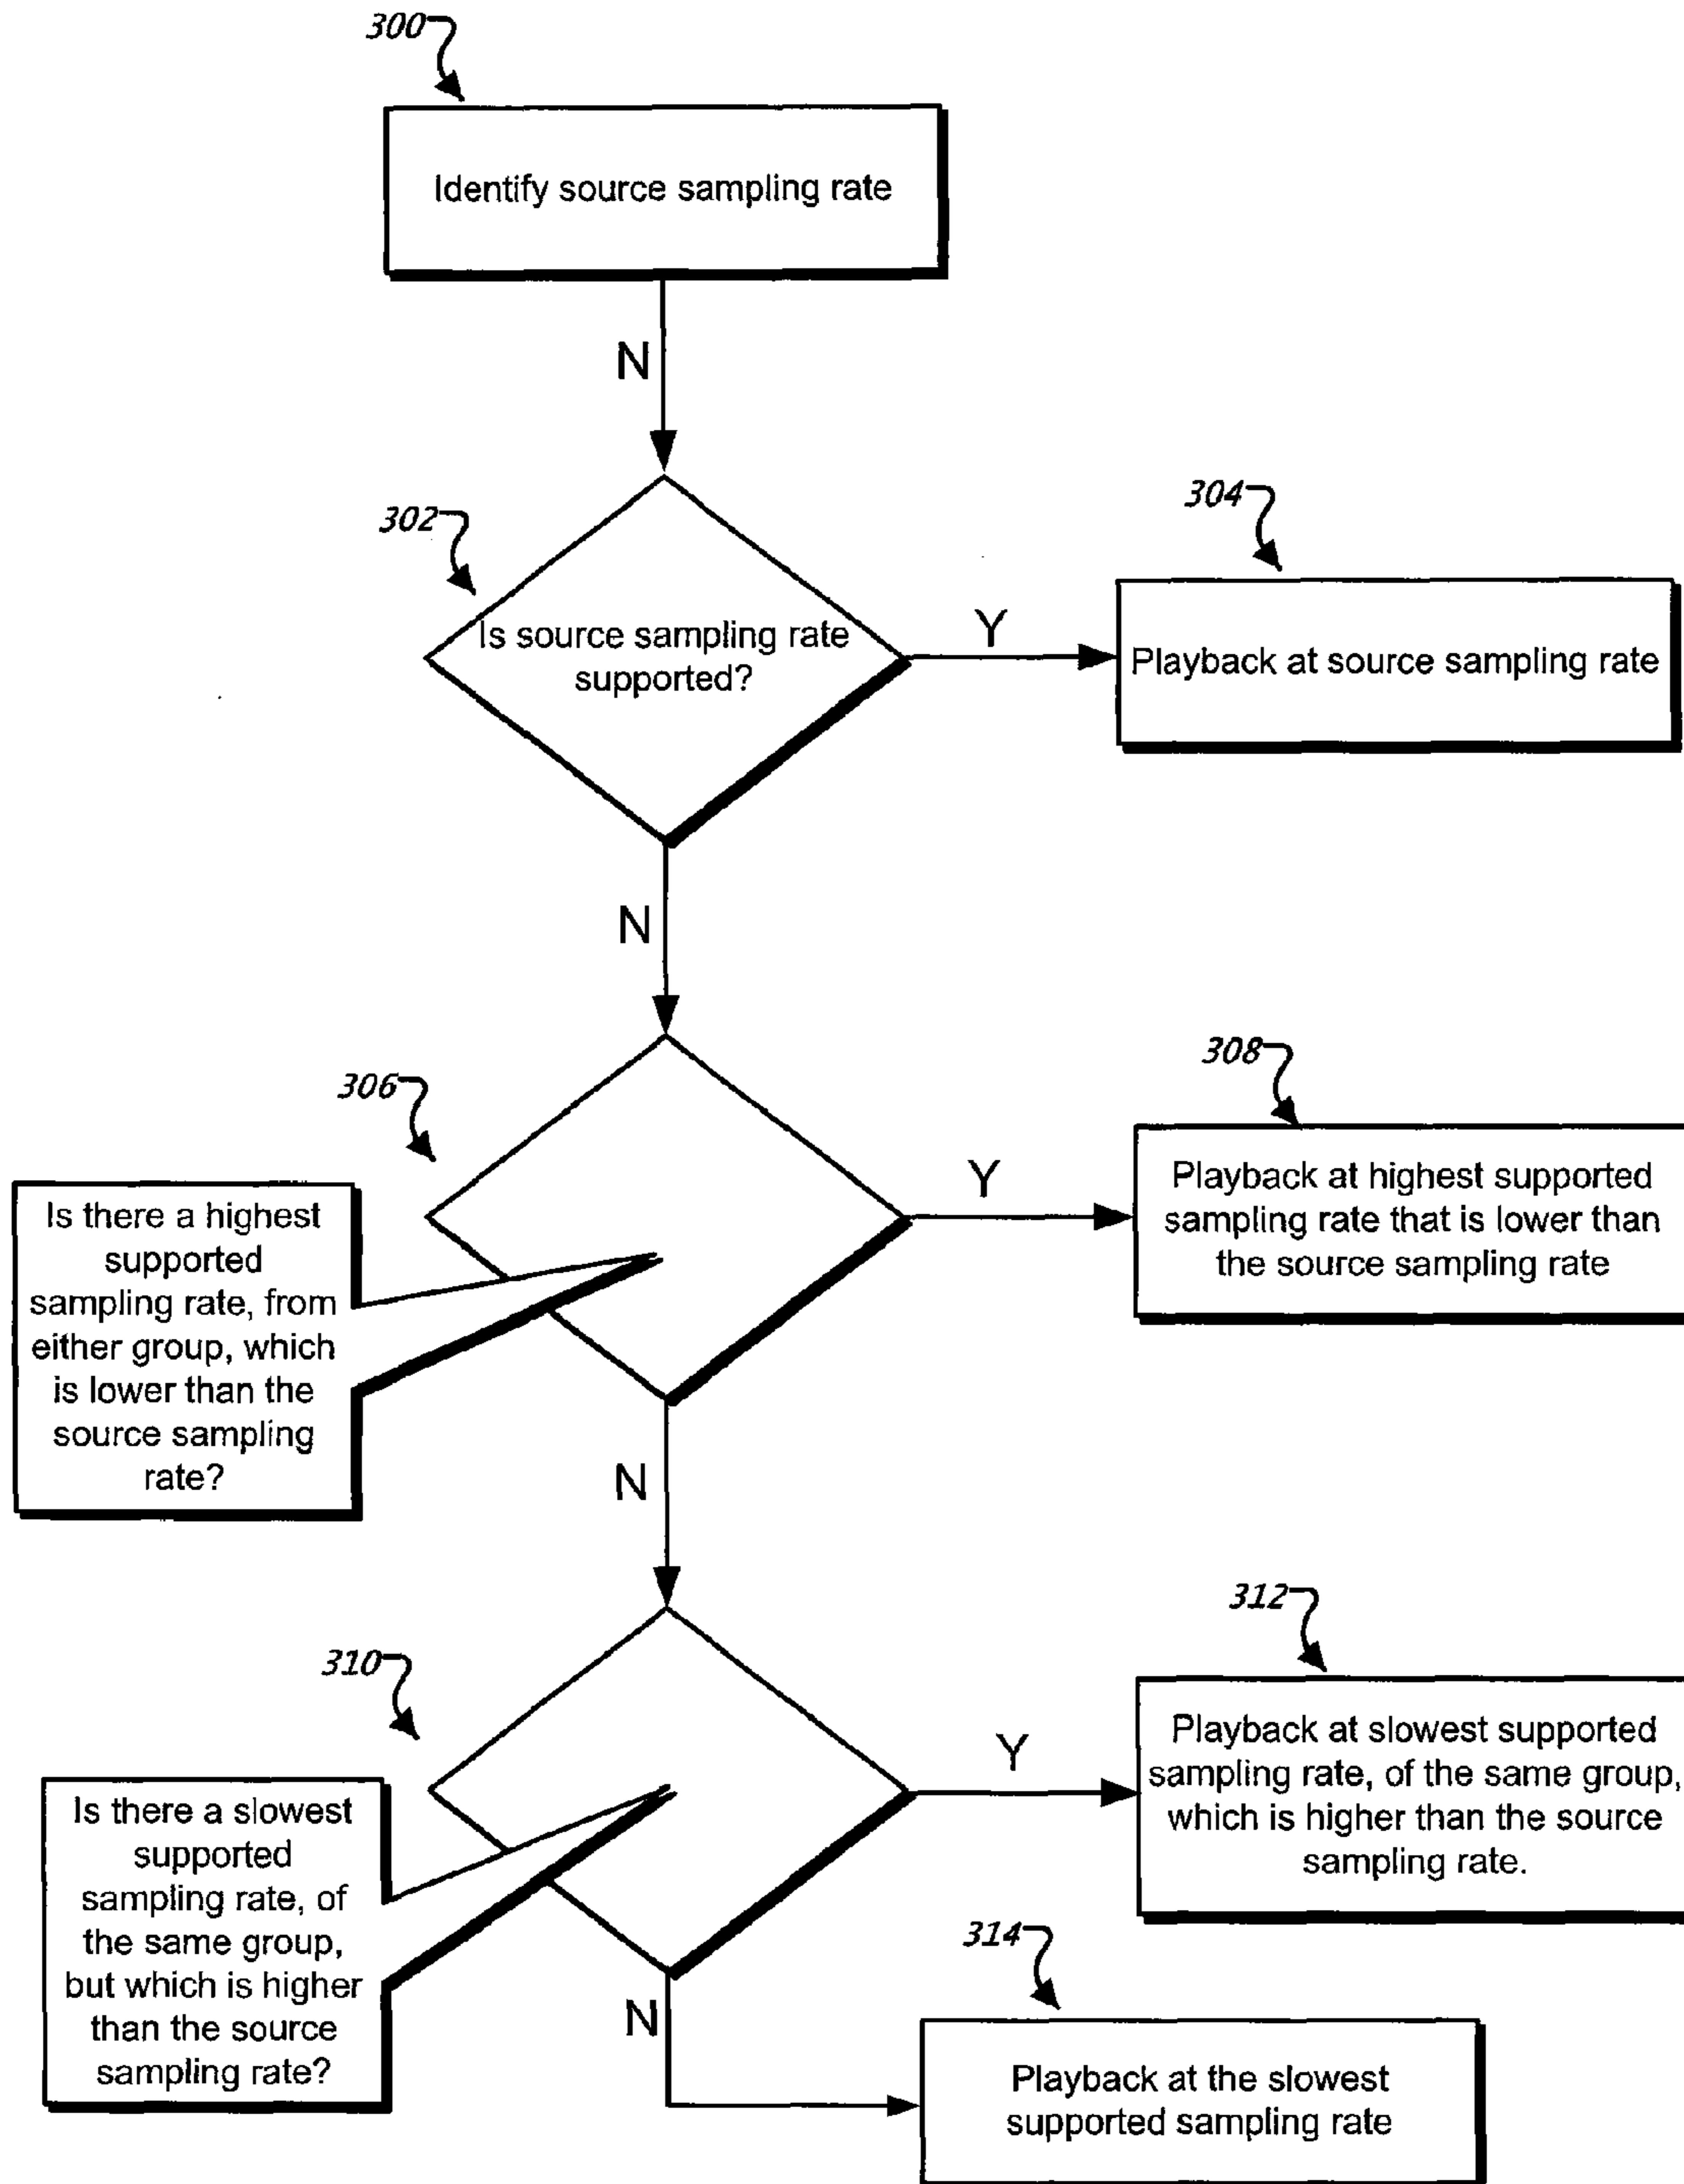 300
Identify source sampling rate
N
302
Is source sampling rate
supported?
Y
304
Playback at source sampling rate
N
306
Is there a highest
supported
sampling rate, from
either group, which
is lower than the
source sampling
rate?
Y
308
Playback at highest supported
sampling rate that is lower than
the source sampling rate
N
310
Is there a slowest
supported
sampling rate, of
the same group,
but which is higher
than the source
sampling rate?
Y
312
Playback at slowest supported
sampling rate, of the same group,
which is higher than the source
sampling rate.
N
314
Playback at the slowest
supported sampling rate